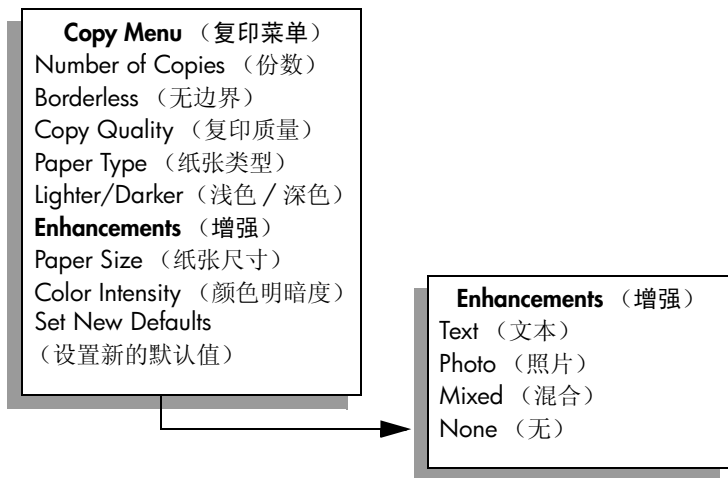 Copy Menu （复印菜单）
Number of Copies （份数）
Borderless （无边界）
Copy Quality （复印质量）
Paper Type （纸张类型）
Lighter/Darker（浅色 / 深色）
Enhancements （增强）
Paper Size （纸张尺寸）
Color Intensity （颜色明暗度）
Set New Defaults
（设置新的默认值）
Enhancements （增强）
Text （文本）
Photo （照片）
Mixed （混合）
None （无）